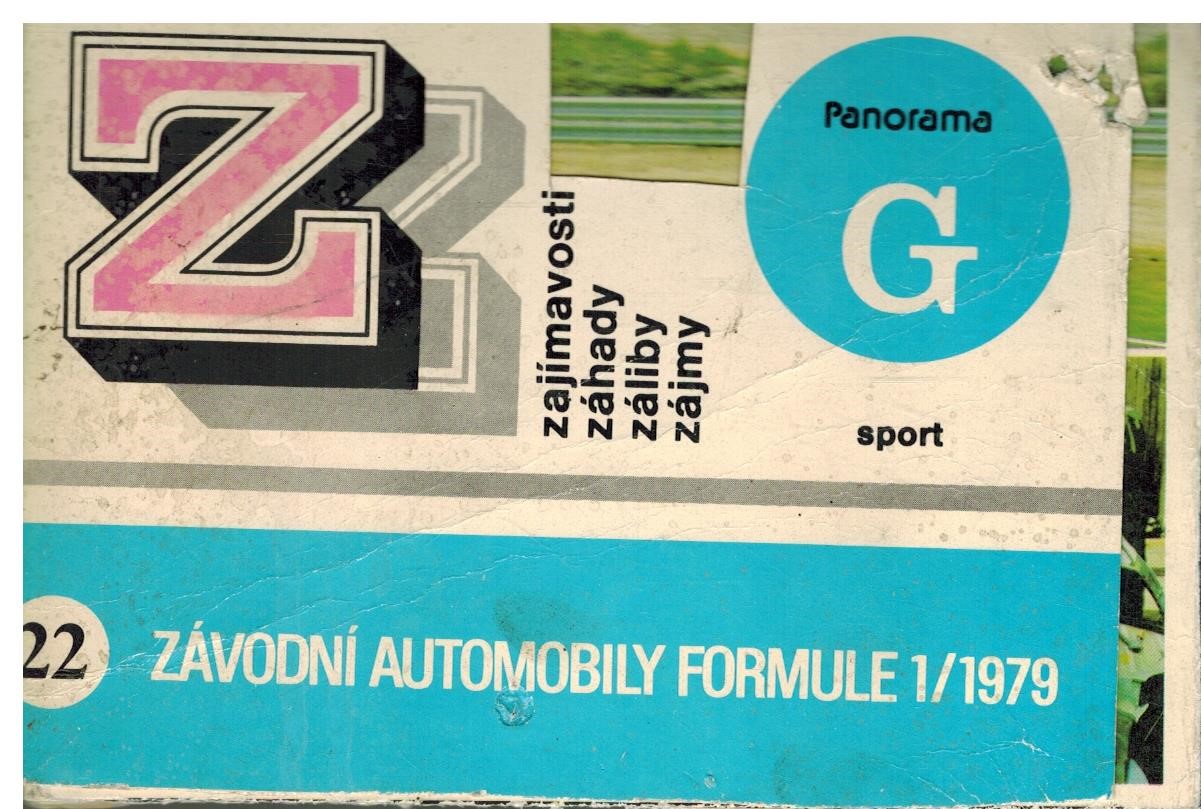 Z
zajímavosti
záhady
záliby
zájmy
Panorama
G
sport
22
ZÁVODNÍ AUTOMOBILY FORMULE 1/1979